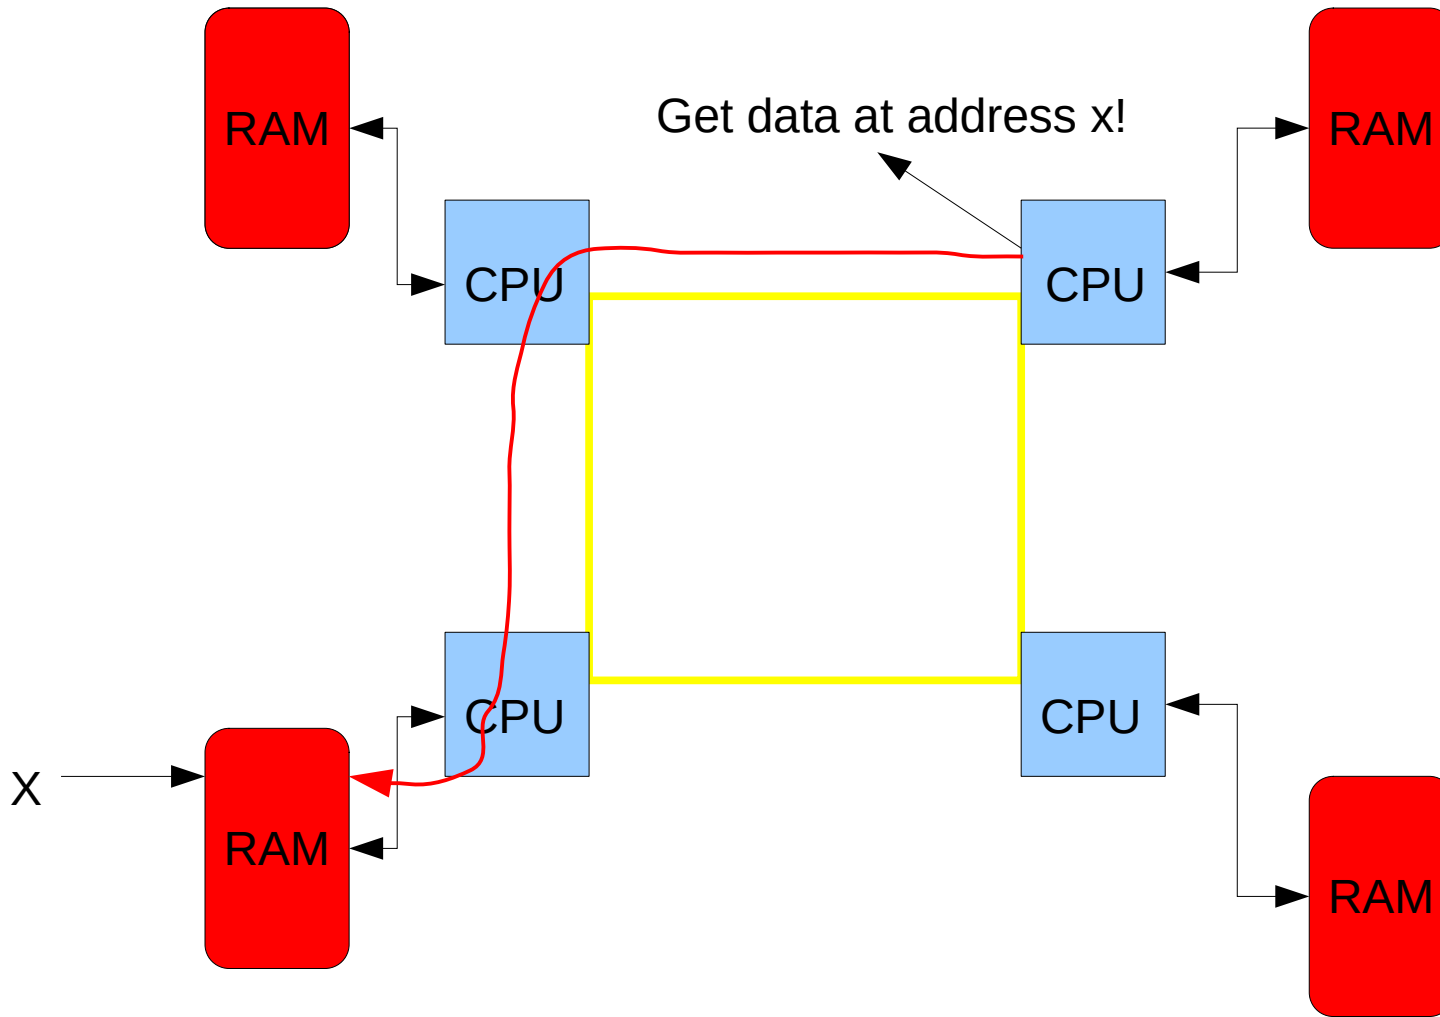 Get data at address x!
RAM
RAM
CPU
CPU
CPU
CPU
X
RAM
RAM